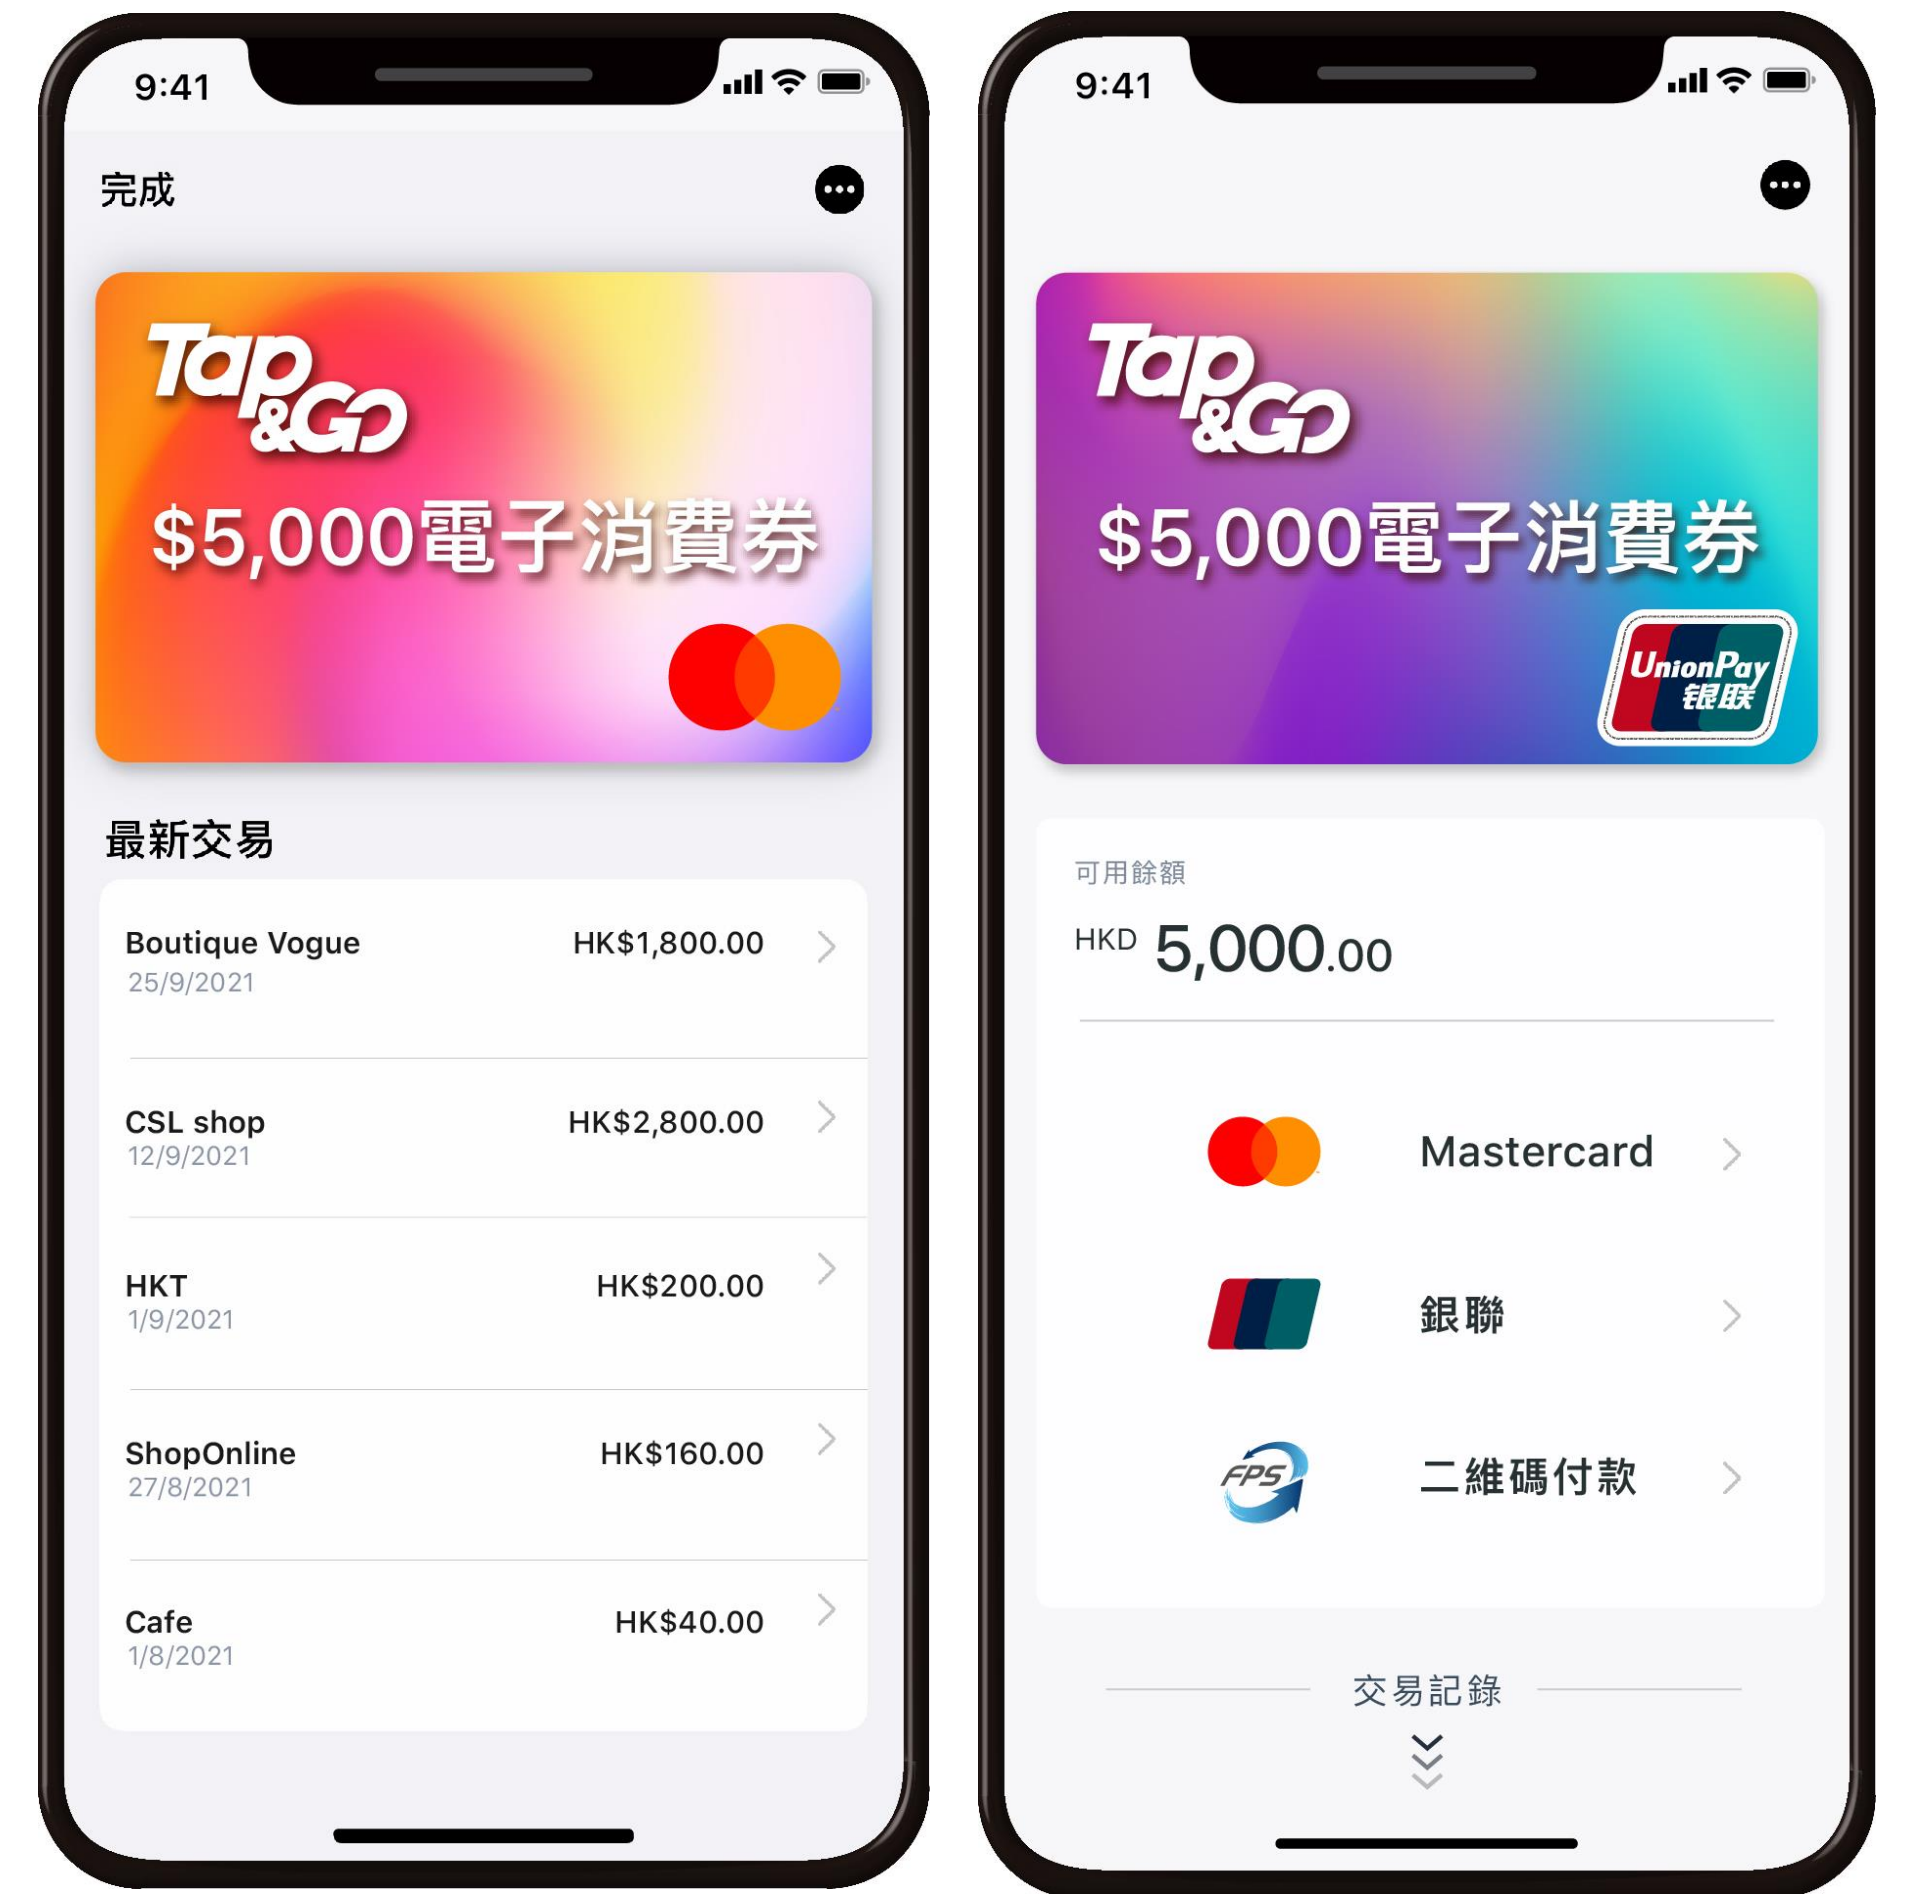 9:41
完成
Tap
&GO
$5,000電子消費券
最新交易
Boutique Vogue HK$1,800.00
25/9/2021
CSL shop HK$2,800.00
12/9/2021
HKT HK$200.00
1/9/2021
ShopOnline HK$160.00
27/8/2021
Cafe HK$40.00
1/8/2021
9:41
Tap
&GO
$5,000電子消費券
UnionPay
银联
可用餘額
HKD 5,000.00
Mastercard
銀聯
FPS 二維碼付款
交易記錄